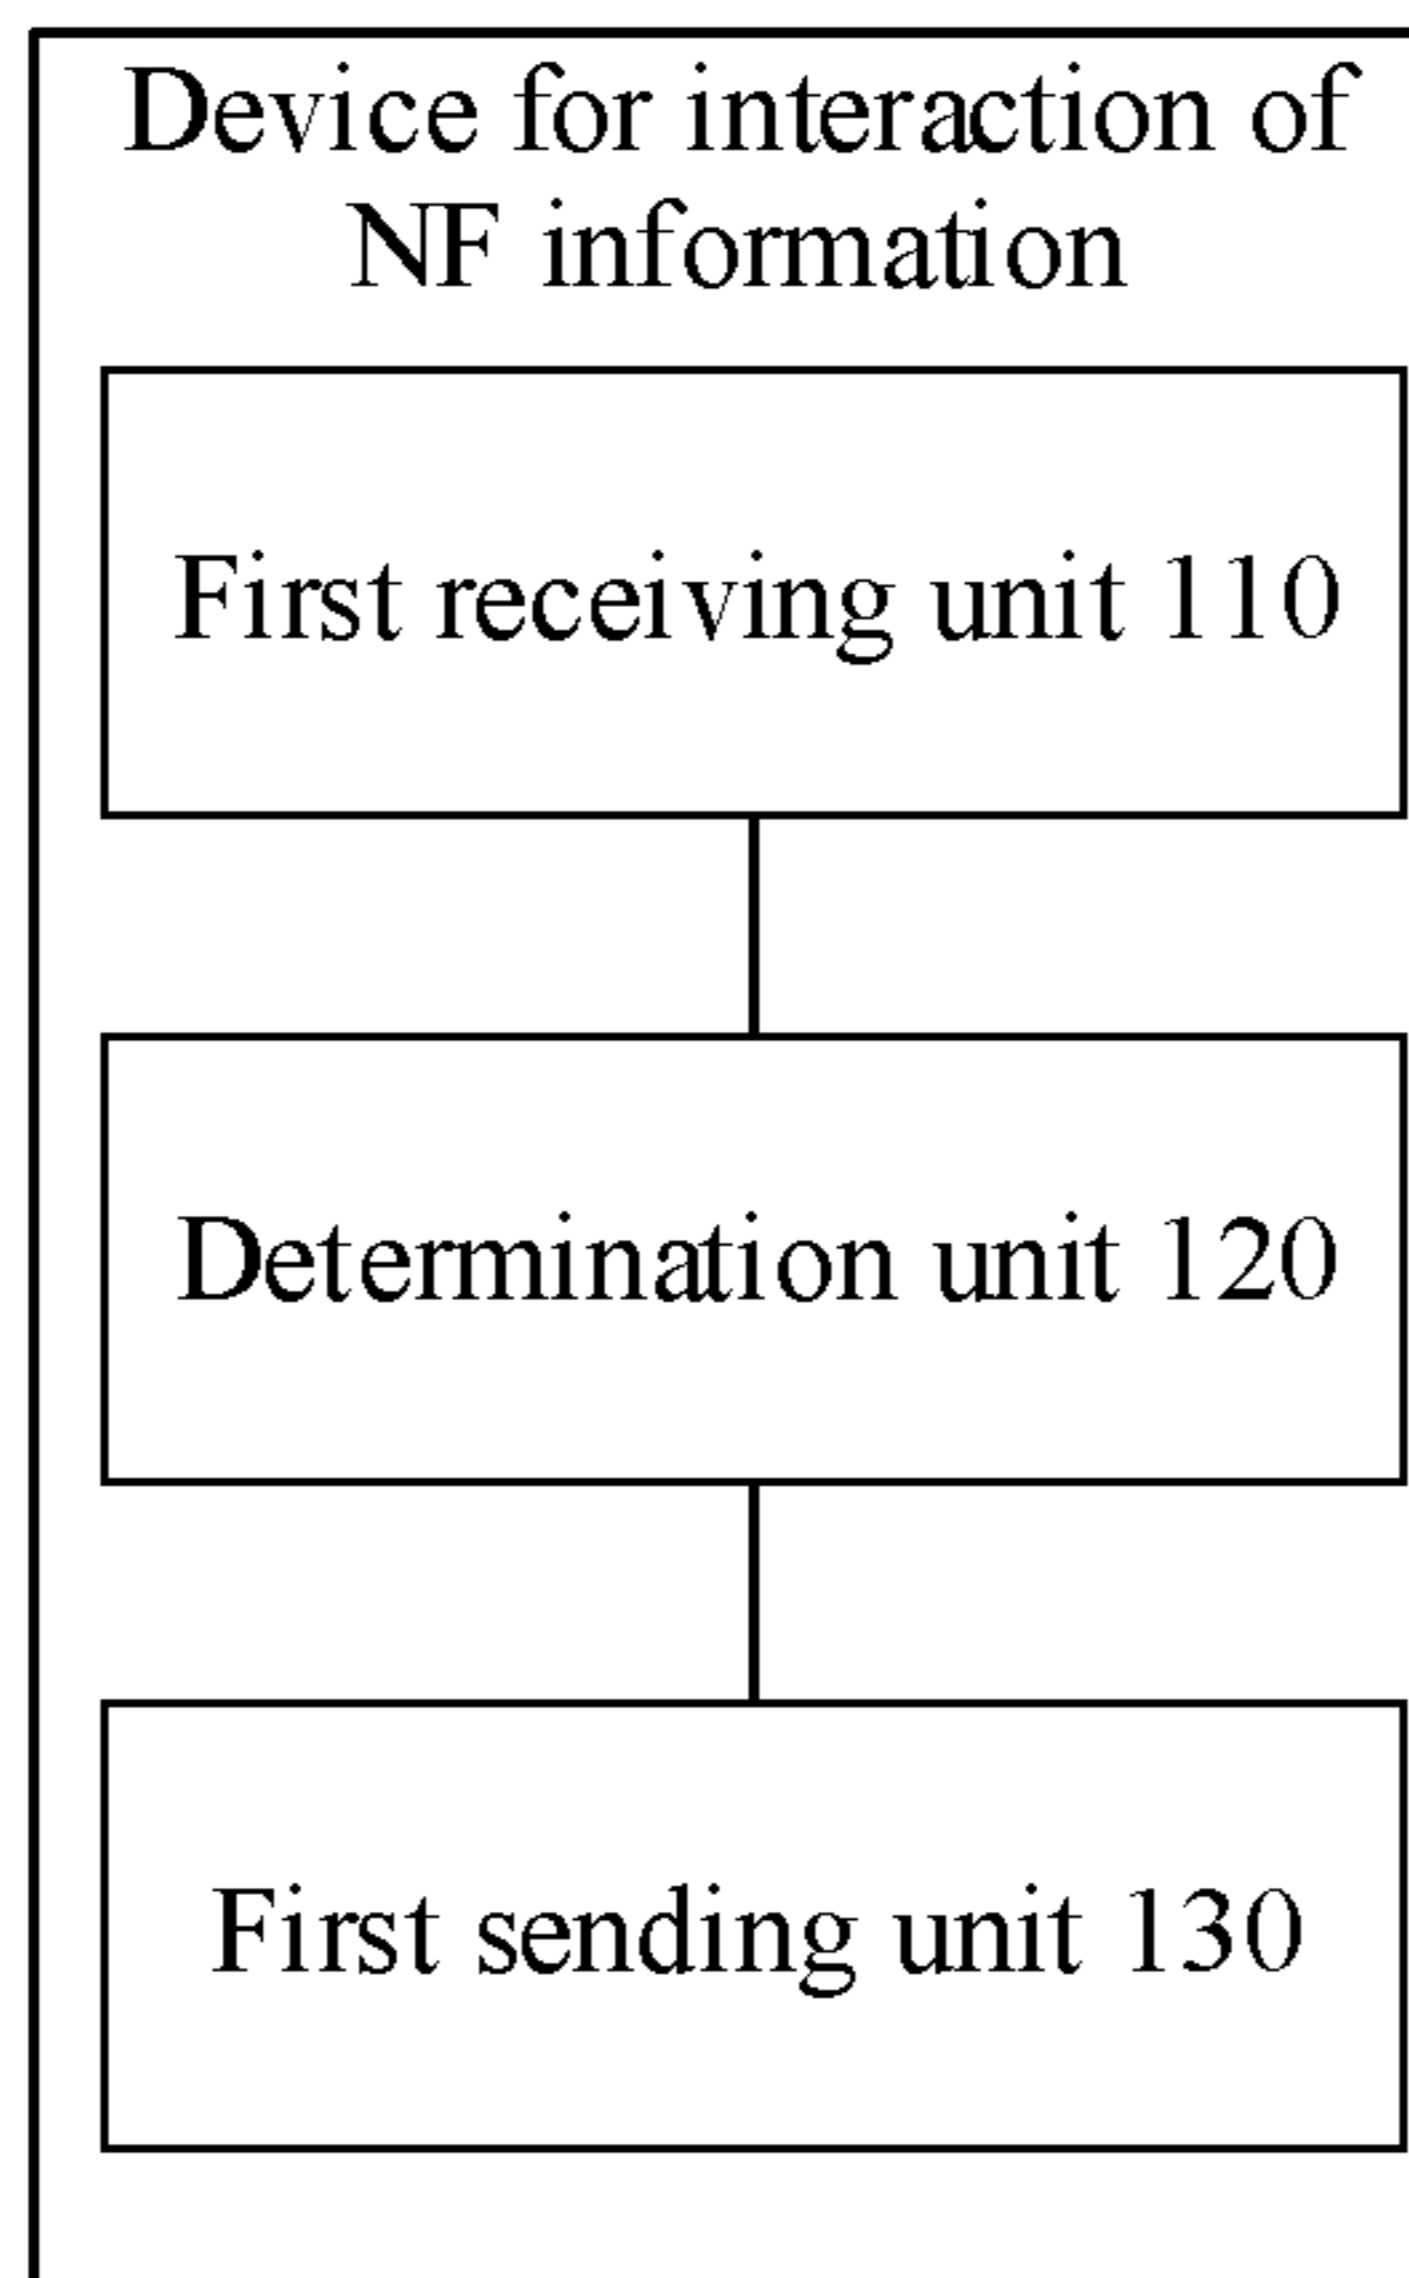 Device for interaction of
NF information
First receiving unit 110
Determination unit 120
First sending unit 130